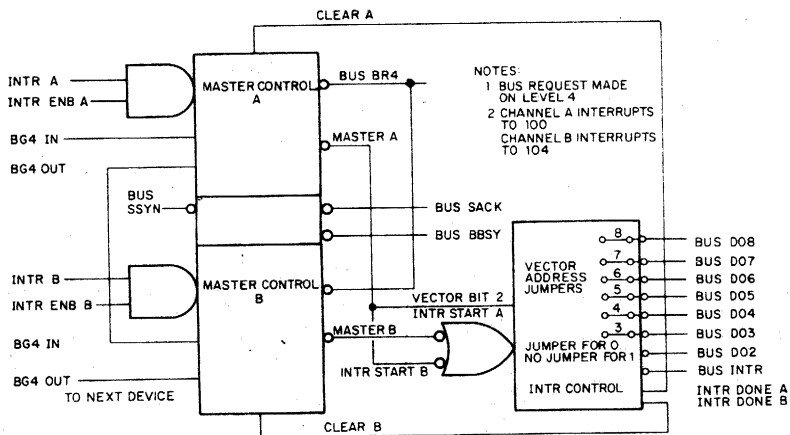 CLEAR A
INTR A
INTR ENB A
BG4 IN
BG4 OUT
MASTER CONTROL
A
BUS BR4
MASTER A
NOTES:
1 BUS REQUEST MADE
ON LEVEL 4
2 CHANNEL A INTERRUPTS
TO 100
CHANNEL B INTERRUPTS
TO 104
BUS
SSYN
BUS SACK
BUS BBSY
INTR B
INTR ENB B
BG4 IN
BG4 OUT
TO NEXT DEVICE
MASTER CONTROL
B
MASTER B
VECTOR BIT 2
INTR START A
INTR START B
VECTOR
ADDRESS
JUMPERS
8
7
6
5
4
3
JUMPER FOR 0
NO JUMPER FOR 1
INTR CONTROL
BUS D08
BUS D07
BUS D06
BUS D05
BUS D04
BUS D03
BUS D02
BUS INTR
INTR DONE A
INTR DONE B
CLEAR B